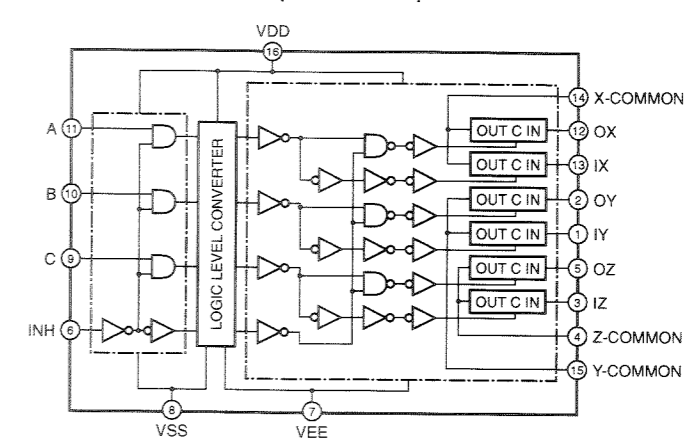 VDD
16
14 X-COMMON
A 11
OUT C IN 12 OX
OUT C IN 13 IX
B 10
OUT C IN 2 OY
LOGIC LEVEL CONVERTER
OUT C IN 1 IY
C 9
OUT C IN 5 OZ
OUT C IN 3 IZ
INH 6
4 Z-COMMON
15 Y-COMMON
8
7
VSS
VEE